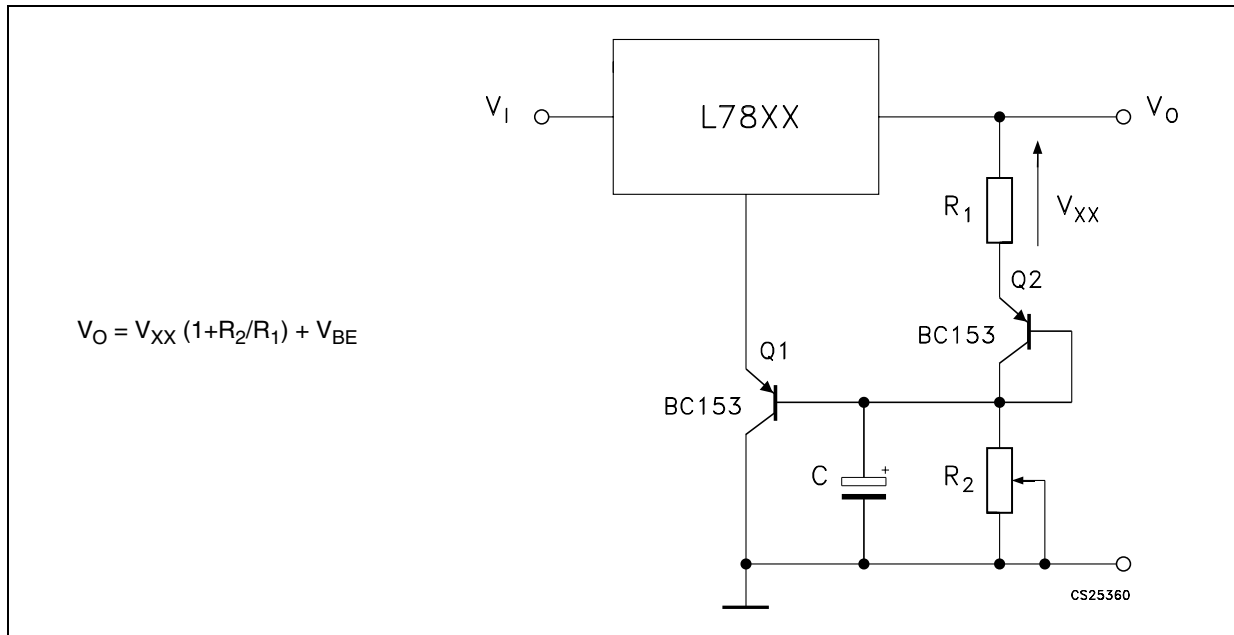 L78XX
V_I
V_O
R_1
V_XX
Q2
BC153
V_O = V_XX (1+R_2/R_1) + V_BE
Q1
BC153
C
+
R_2
CS25360